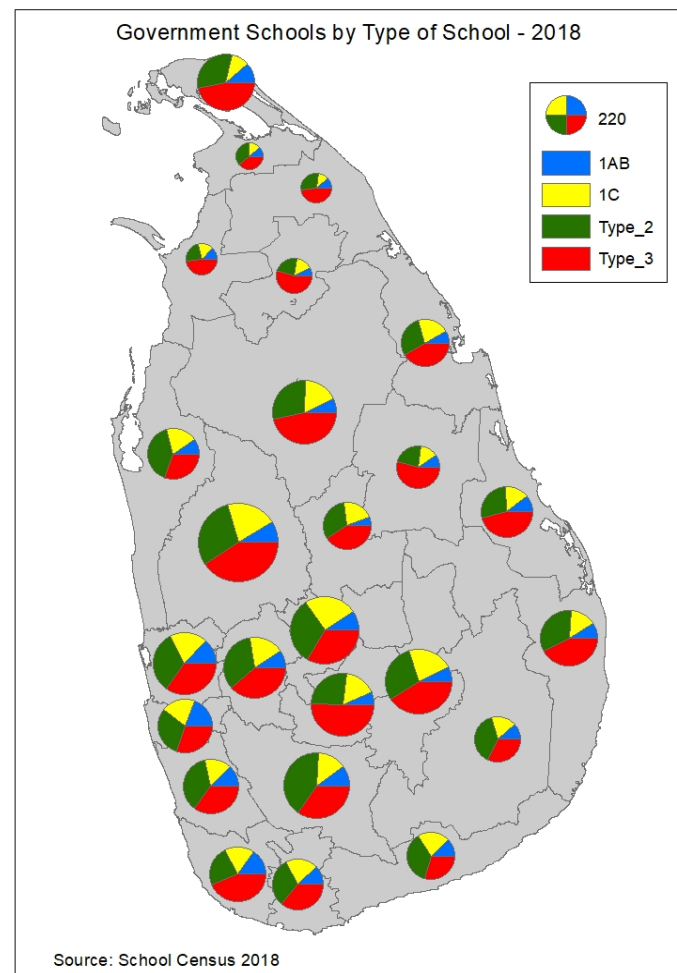 Government Schools by Type of School - 2018
220
1AB
1C
Type_2
Type_3
Source: School Census 2018